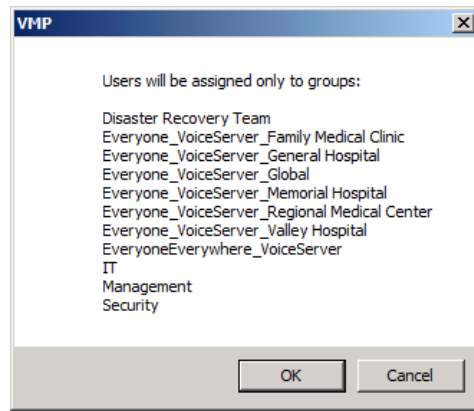 VMP
Users will be assigned only to groups:
Disaster Recovery Team
Everyone_VoiceServer_Family Medical Clinic
Everyone_VoiceServer_General Hospital
Everyone_VoiceServer_Global
Everyone_VoiceServer_Memorial Hospital
Everyone_VoiceServer_Regional Medical Center
Everyone_VoiceServer_Valley Hospital
EveryoneEverywhere_VoiceServer
IT
Management
Security
OK Cancel